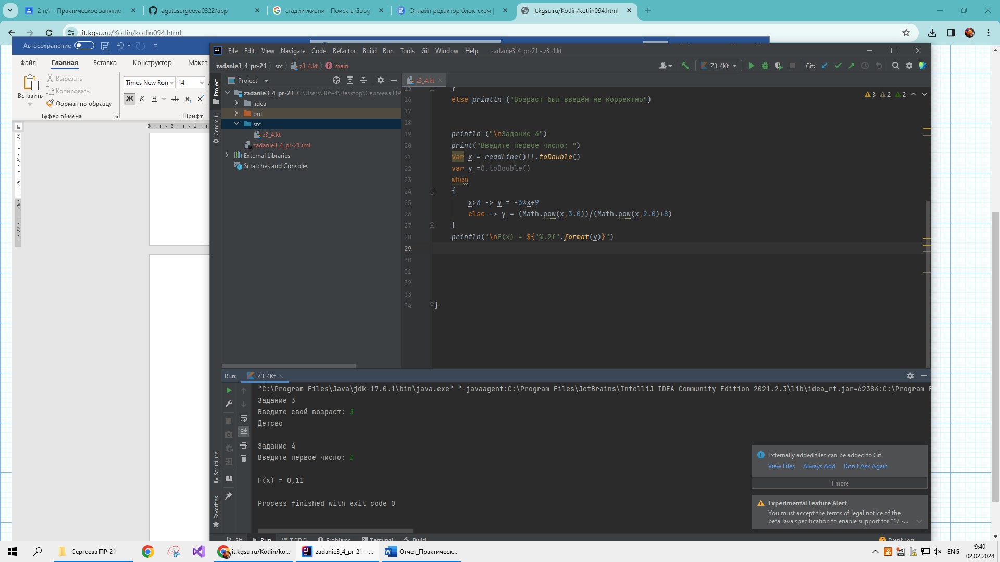 2 п/г - Практическое занятие
agatasergeeva0322/app
стадии жизни - Поиск в Goog
Онлайн редактор блок-схем |
it.kgsu.ru/Kotlin/kotlin094.html
it.kgsu.ru/Kotlin/kotlin094.html
Автосохранение
Файл Главная Вставка Конструктор Макет
Вставить
Вырезать
Копировать
Формат по образцу
Буфер обмена
Times New Ron 14
Ж К Ч ab x₂ x²
Шрифт
3 2 1
23
24
25
26
27
File Edit View Navigate Code Refactor Build Run Tools Git Window Help zadanie3_4_pr-21 - z3_4.kt
zadanie3_4_pr-21 src z3_4.kt main
Z3_4Kt
Git:
Project
Project
z3_4.kt
zadanie3_4_pr-21 C:\Users\305-4\Desktop\Сергеева ПР
.idea
out
src
z3_4.kt
zadanie3_4_pr-21.iml
External Libraries
Scratches and Consoles
Commit
Structure
Favorites
3 2 2
15 }
16 else println ("Возраст был введён не корректно")
17
18
19 println ("\nЗадание 4")
20 print("Введите первое число: ")
21 var x = readLine()!!.toDouble()
22 var y =0.toDouble()
23 when
24 {
25 x>3 -> y = -3*x+9
26 else -> y = (Math.pow(x,3.0))/(Math.pow(x,2.0)+8)
27 }
28 println("\nF(x) = ${"%.2f".format(y)}")
29
30
31
32
33
34 }
Run: Z3_4Kt
"C:\Program Files\Java\jdk-17.0.1\bin\java.exe" "-javaagent:C:\Program Files\JetBrains\IntelliJ IDEA Community Edition 2021.2.3\lib\idea_rt.jar=62384:C:\Program F
Задание 3
Введите свой возраст: 3
Детсво
Задание 4
Введите первое число: 1
F(x) = 0,11
Process finished with exit code 0
Externally added files can be added to Git
View Files Always Add Don't Ask Again
1 more
Experimental Feature Alert
You must accept the terms of legal notice of the
beta Java specification to enable support for "17 -...
Git Run TODO Problems Terminal Build
5 Event Log
Сергеева ПР-21
it.kgsu.ru/Kotlin/ko...
zadanie3_4_pr-21 – ...
Отчёт_Практическ...
ENG
9:40
02.02.2024